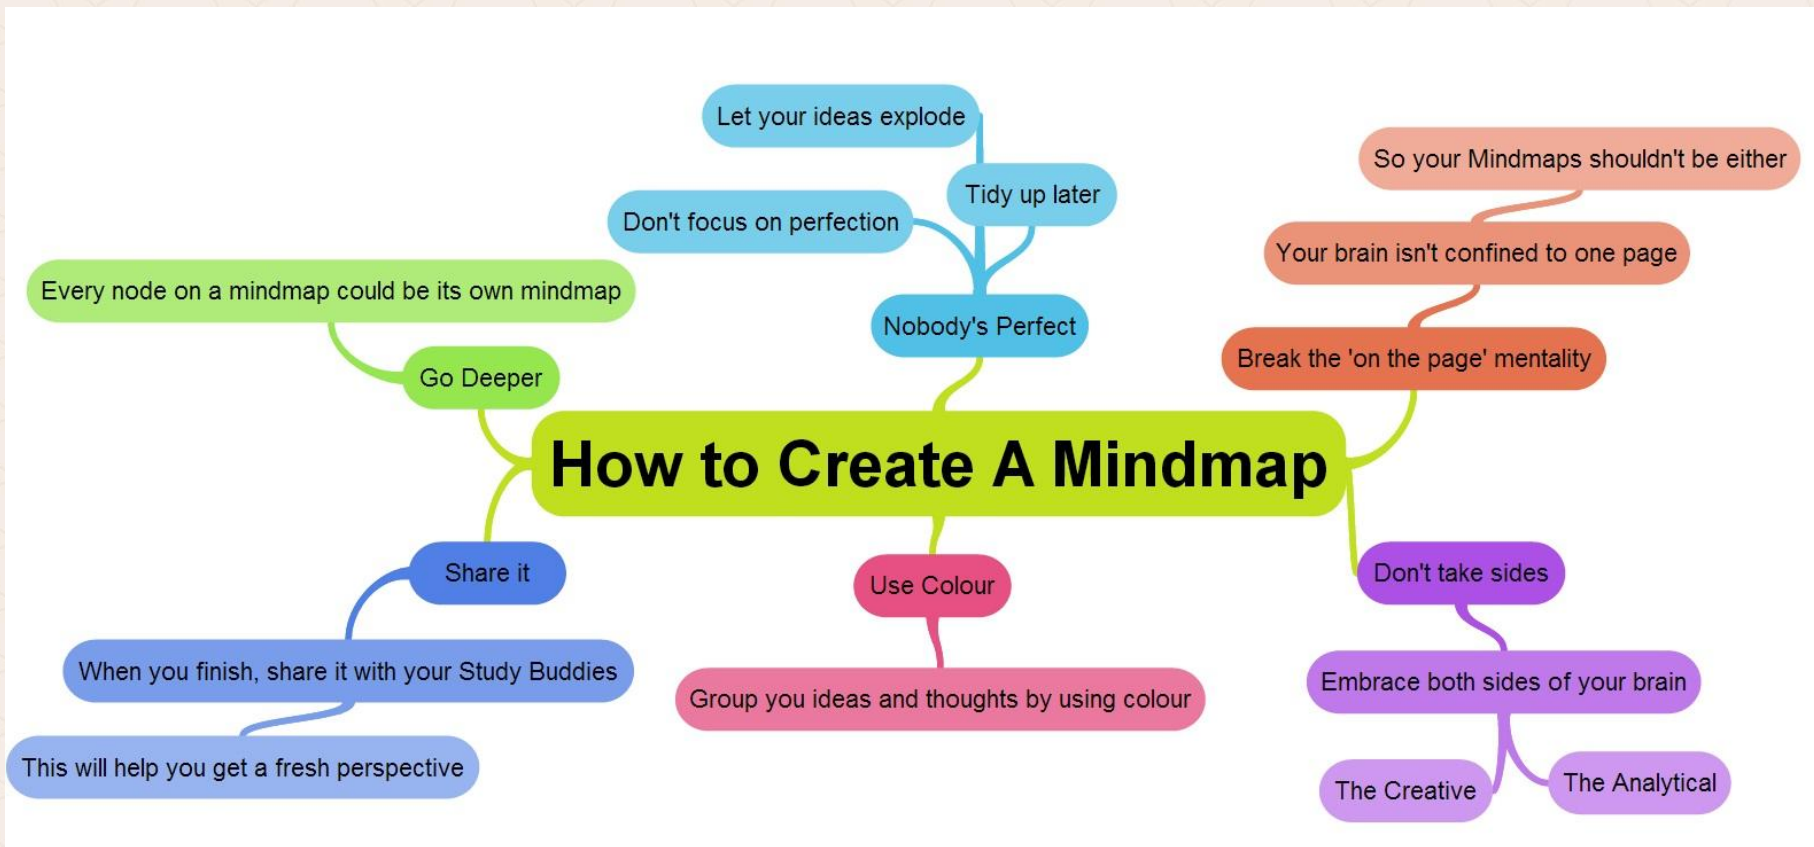 Let your ideas explode
So your Mindmaps shouldn't be either
Tidy up later
Don't focus on perfection
Your brain isn't confined to one page
Every node on a mindmap could be its own mindmap
Nobody's Perfect
Break the 'on the page' mentality
Go Deeper
How to Create A Mindmap
Share it
Use Colour
Don't take sides
When you finish, share it with your Study Buddies
Group you ideas and thoughts by using colour
Embrace both sides of your brain
This will help you get a fresh perspective
The Creative
The Analytical